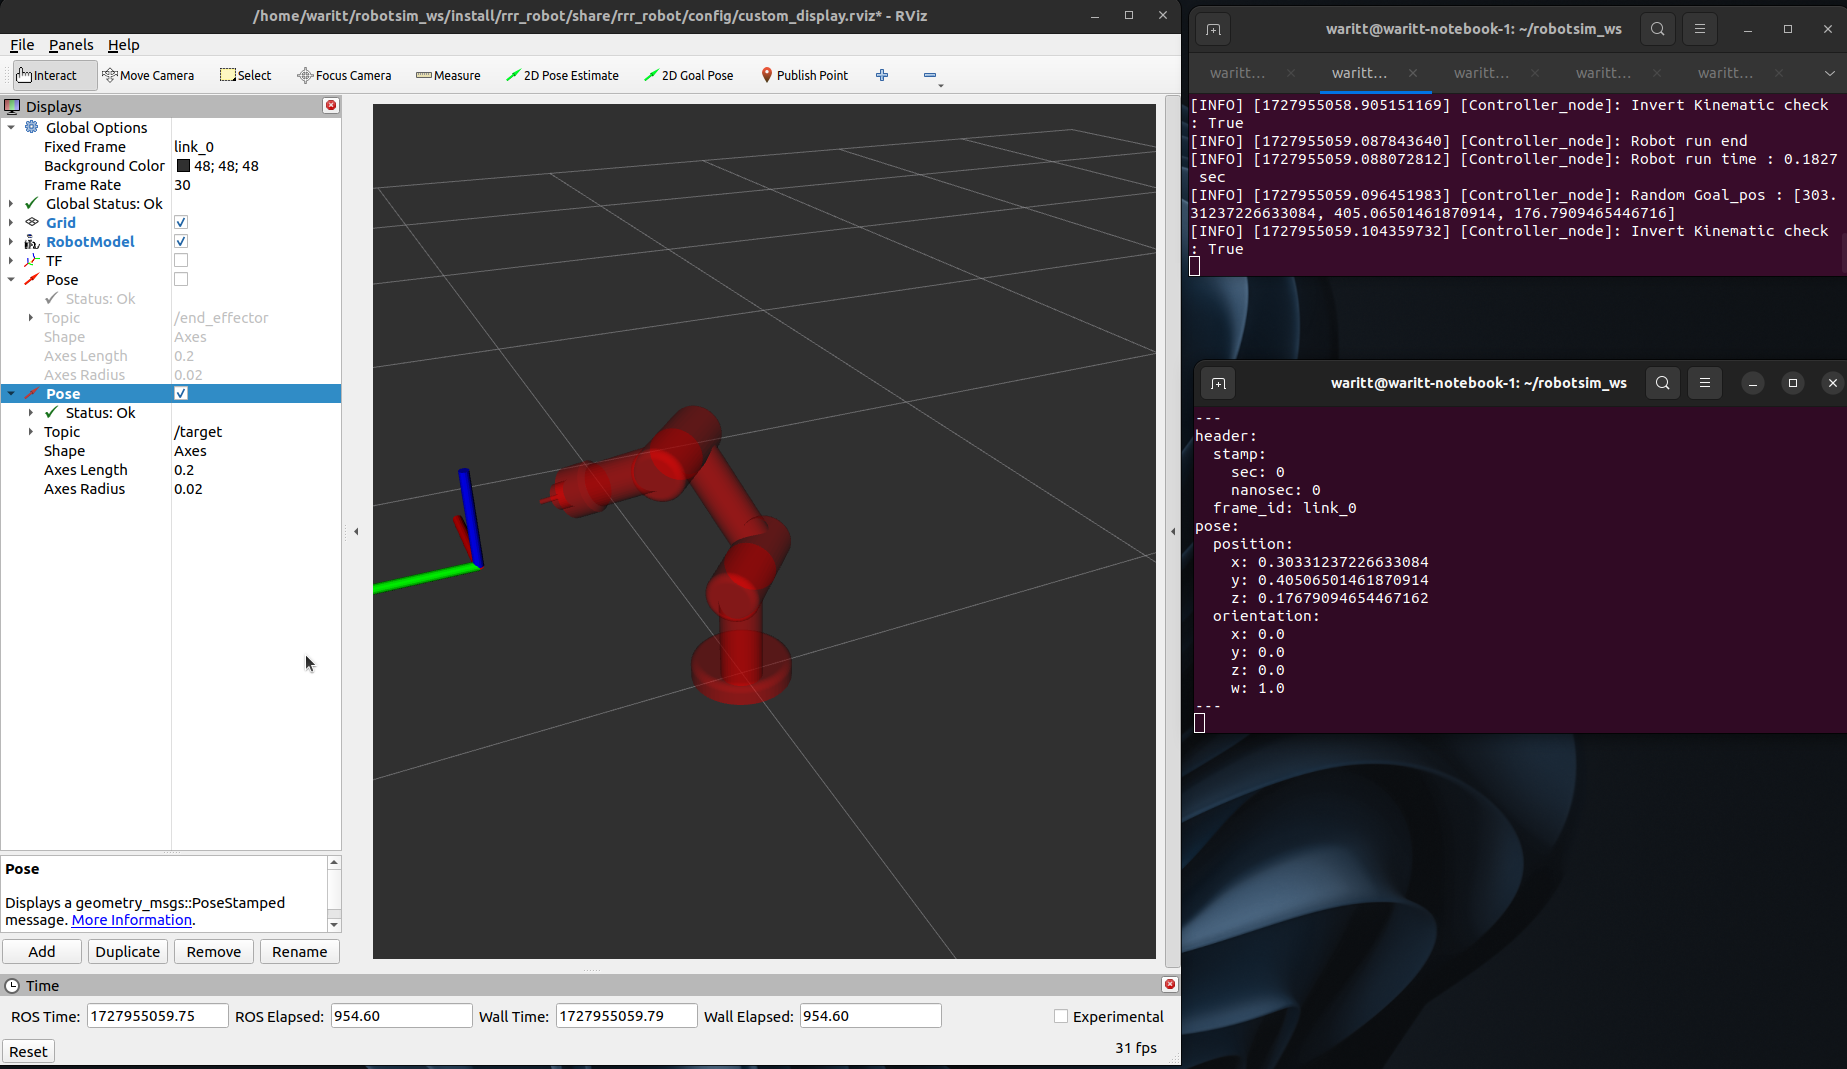 /home/waritt/robotsim_ws/install/rrr_robot/share/rrr_robot/config/custom_display.rviz* - RViz
File Panels Help
Interact Move Camera Select Focus Camera Measure 2D Pose Estimate 2D Goal Pose Publish Point
Displays
Global Options
Fixed Frame link_0
Background Color 48; 48; 48
Frame Rate 30
Global Status: Ok
Grid
RobotModel
TF
Pose
Status: Ok
Topic /end_effector
Shape Axes
Axes Length 0.2
Axes Radius 0.02
Pose
Status: Ok
Topic /target
Shape Axes
Axes Length 0.2
Axes Radius 0.02
Pose
Displays a geometry_msgs::PoseStamped
message. More Information.
Add Duplicate Remove Rename
Time
ROS Time: 1727955059.75 ROS Elapsed: 954.60 Wall Time: 1727955059.79 Wall Elapsed: 954.60 Experimental
Reset 31 fps
waritt@waritt-notebook-1: ~/robotsim_ws
waritt... waritt... waritt... waritt... waritt...
[INFO] [1727955058.905151169] [Controller_node]: Invert Kinematic check
: True
[INFO] [1727955059.087843640] [Controller_node]: Robot run end
[INFO] [1727955059.088072812] [Controller_node]: Robot run time : 0.1827
sec
[INFO] [1727955059.096451983] [Controller_node]: Random Goal_pos : [303.
31237226633084, 405.06501461870914, 176.7909465446716]
[INFO] [1727955059.104359732] [Controller_node]: Invert Kinematic check
: True
waritt@waritt-notebook-1: ~/robotsim_ws
---
header:
stamp:
sec: 0
nanosec: 0
frame_id: link_0
pose:
position:
x: 0.30331237226633084
y: 0.40506501461870914
z: 0.17679094654467162
orientation:
x: 0.0
y: 0.0
z: 0.0
w: 1.0
---